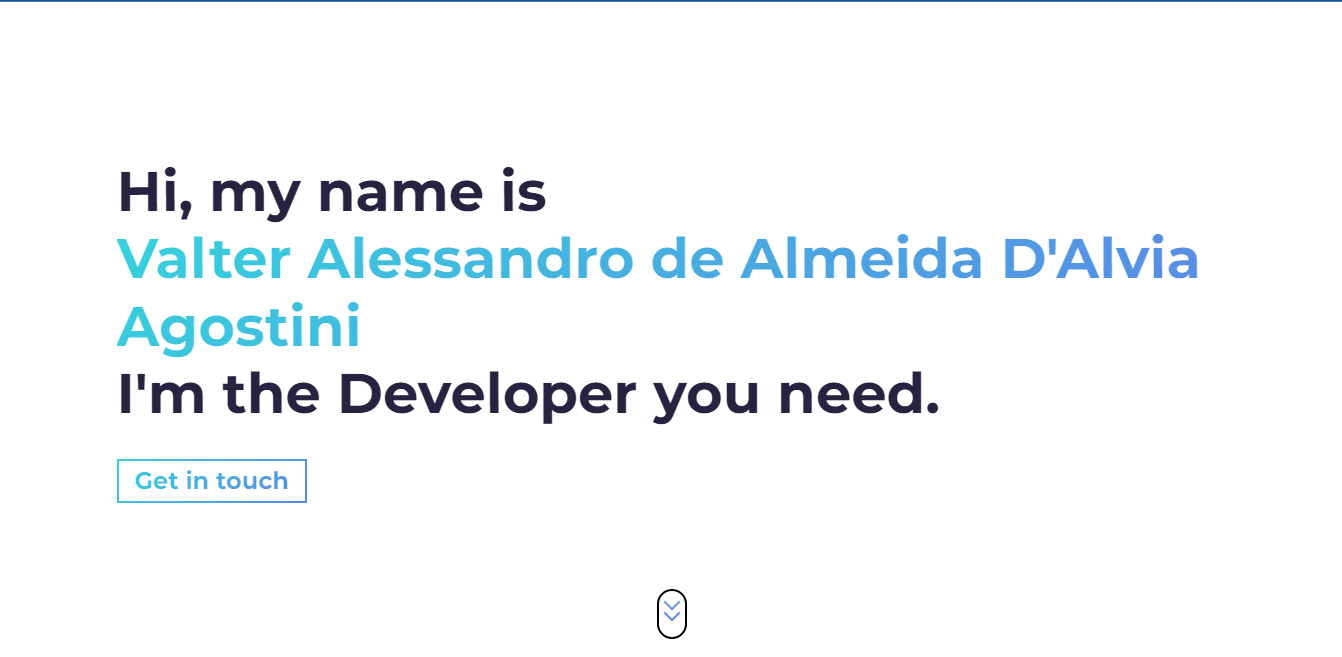 Hi, my name is
Valter Alessandro de Almeida D'Alvia
Agostini
I'm the Developer you need.
Get in touch